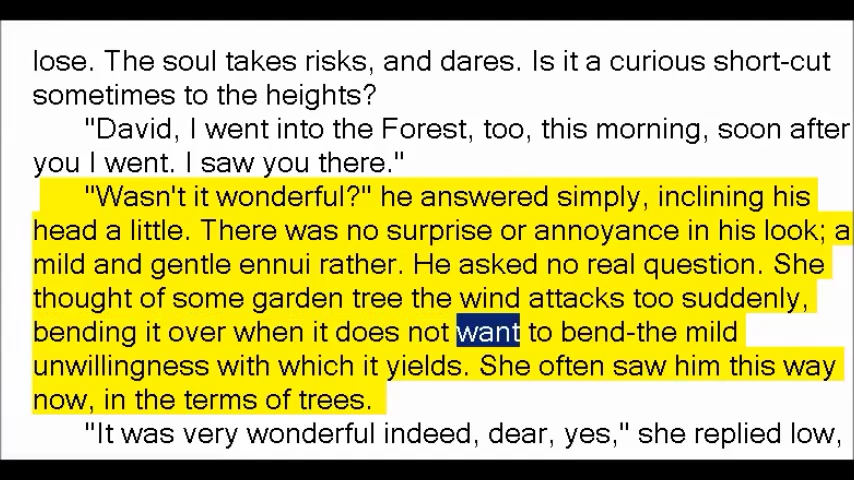 lose. The soul takes risks, and dares. Is it a curious short-cut
sometimes to the heights?
"David, I went into the Forest, too, this morning, soon after
you I went. I saw you there."
"Wasn't it wonderful?" he answered simply, inclining his
head a little. There was no surprise or annoyance in his look; a
mild and gentle ennui rather. He asked no real question. She
thought of some garden tree the wind attacks too suddenly,
bending it over when it does not want to bend-the mild
unwillingness with which it yields. She often saw him this way
now, in the terms of trees.
"It was very wonderful indeed, dear, yes," she replied low,